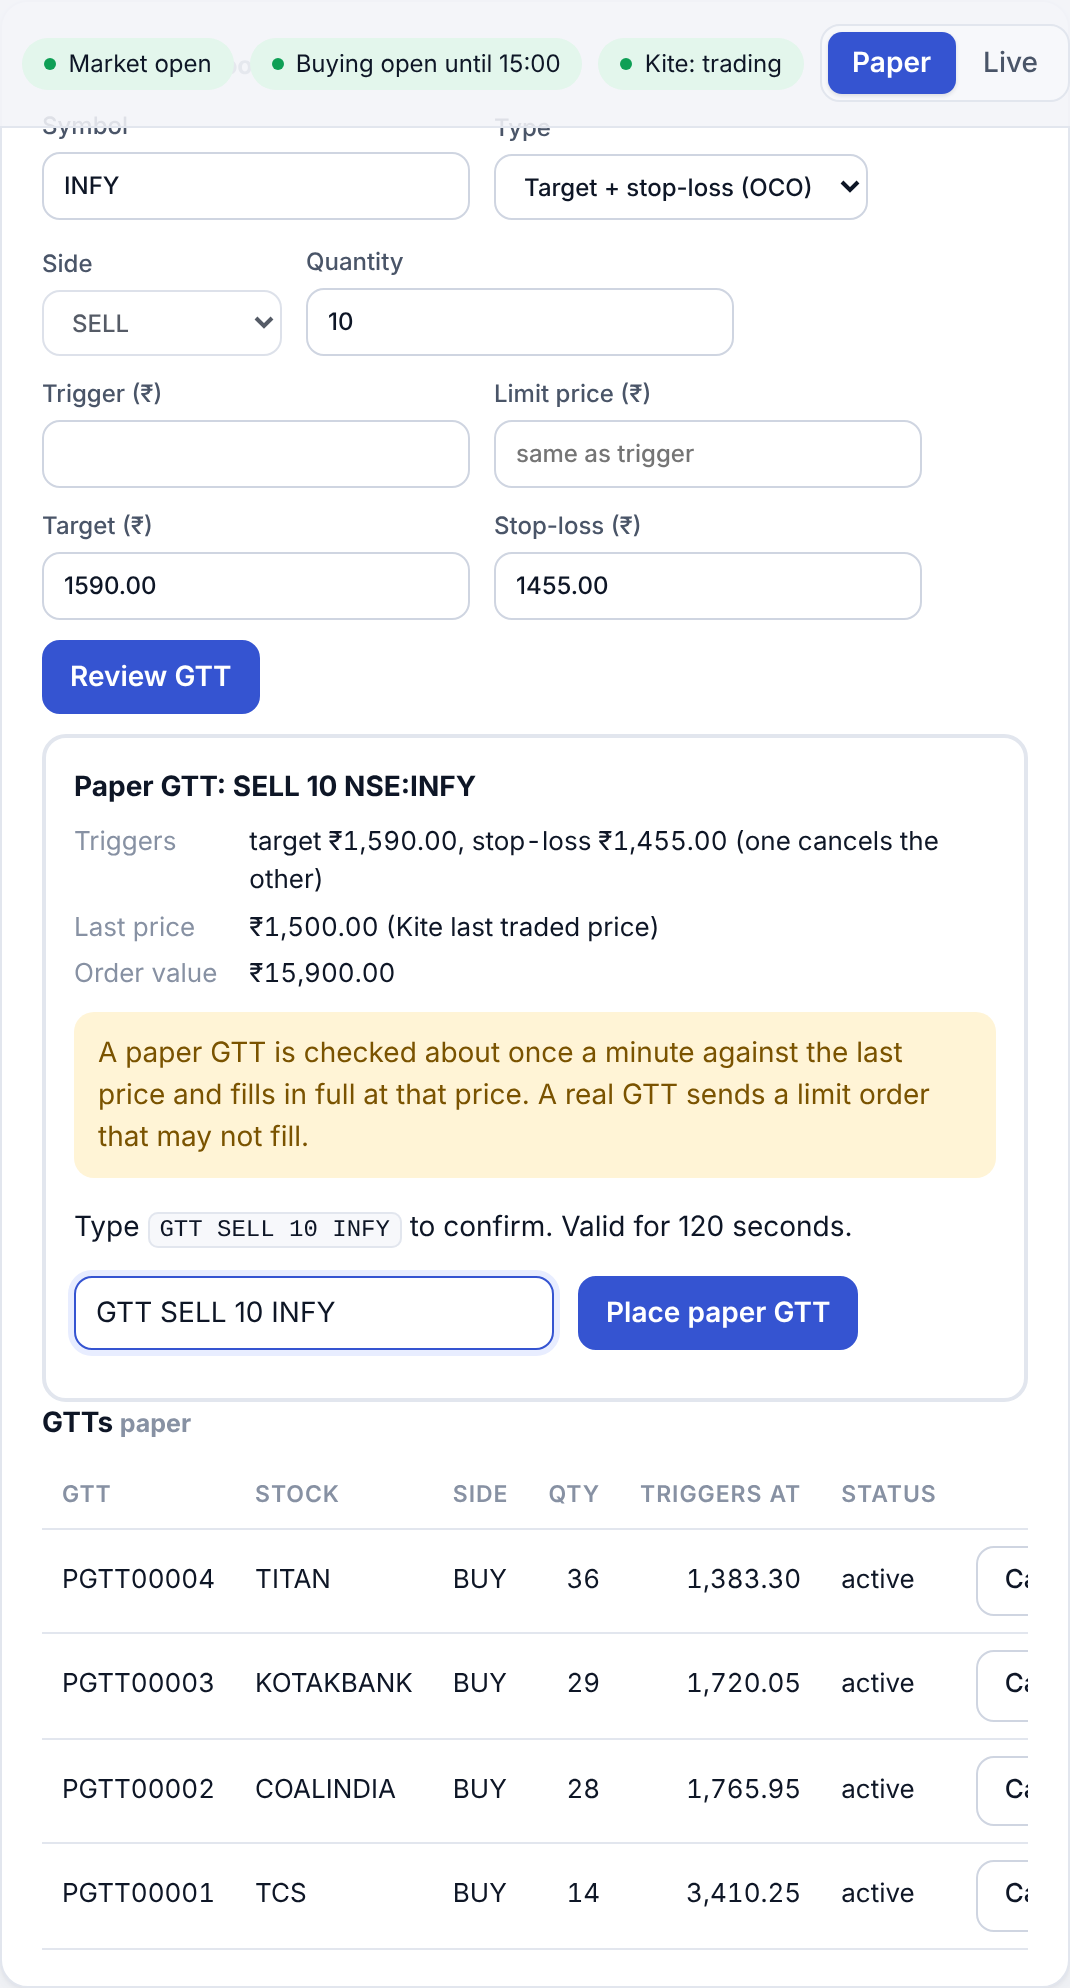 Market open
Buying open until 15:00
Kite: trading
Paper
Live
Symbol
Type
INFY
Target + stop-loss (OCO)
Side
Quantity
SELL
10
Trigger (₹)
Limit price (₹)
same as trigger
Target (₹)
Stop-loss (₹)
1590.00
1455.00
Review GTT
Paper GTT: SELL 10 NSE:INFY
Triggers target ₹1,590.00, stop-loss ₹1,455.00 (one cancels the
other)
Last price ₹1,500.00 (Kite last traded price)
Order value ₹15,900.00
A paper GTT is checked about once a minute against the last
price and fills in full at that price. A real GTT sends a limit order
that may not fill.
Type GTT SELL 10 INFY to confirm. Valid for 120 seconds.
GTT SELL 10 INFY
Place paper GTT
GTTs paper
GTT STOCK SIDE QTY TRIGGERS AT STATUS
PGTT00004 TITAN BUY 36 1,383.30 active
PGTT00003 KOTAKBANK BUY 29 1,720.05 active
PGTT00002 COALINDIA BUY 28 1,765.95 active
PGTT00001 TCS BUY 14 3,410.25 active